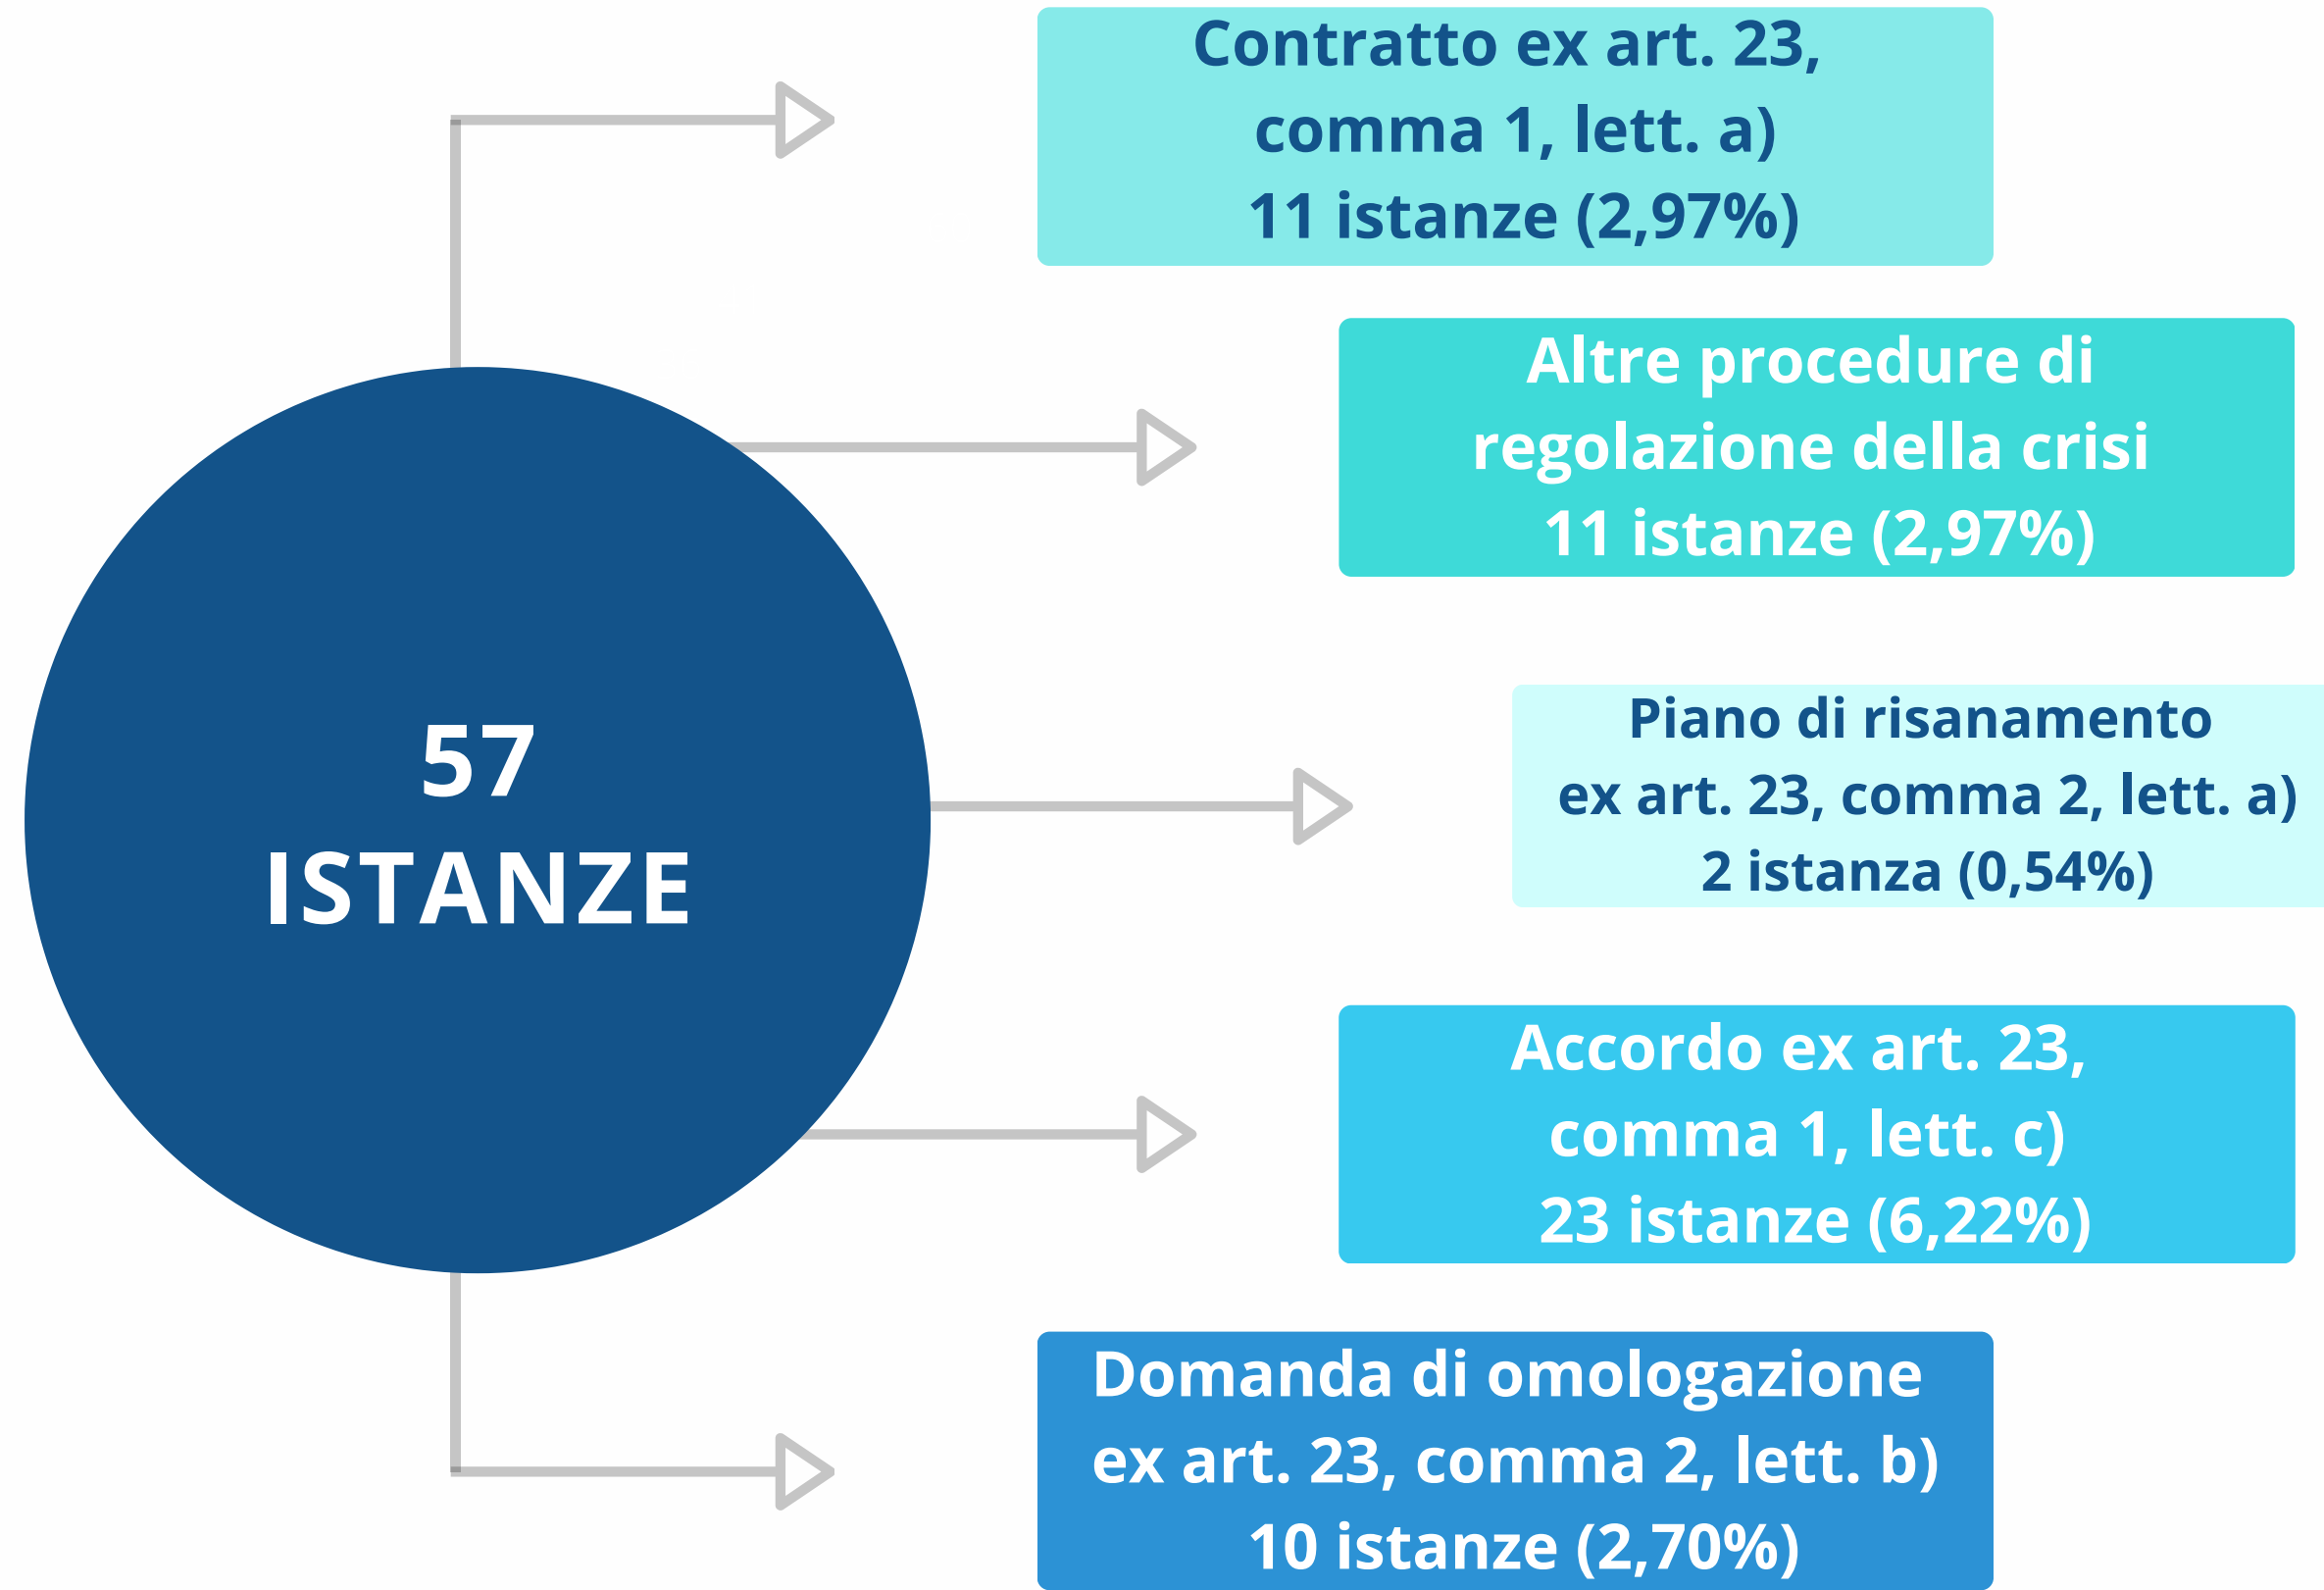 57
ISTANZE
Contratto ex art. 23,
comma 1, lett. a)
11 istanze (2,97%)
Altre procedure di
regolazione della crisi
11 istanze (2,97%)
Piano di risanamento
ex art. 23, comma 2, lett. a)
2 istanza (0,54%)
Accordo ex art. 23,
comma 1, lett. c)
23 istanze (6,22%)
Domanda di omologazione
ex art. 23, comma 2, lett. b)
10 istanze (2,70%)